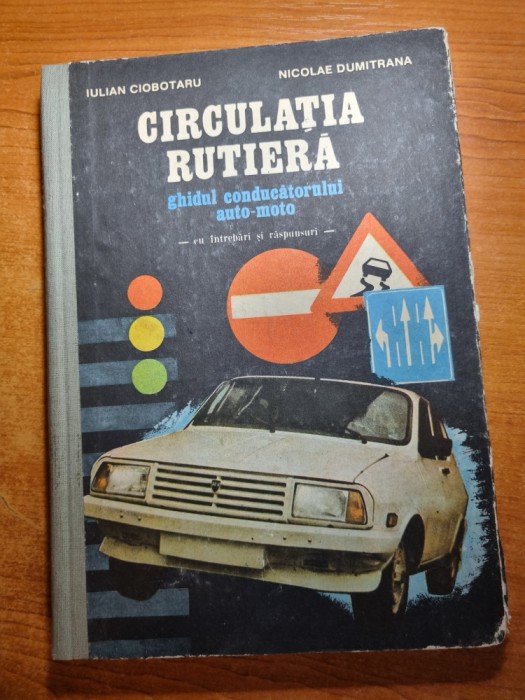 IULIAN CIOBOTARU
NICOLAE DUMITRANA
CIRCULAȚIA
RUTIERĂ
ghidul conducătorului
auto-moto
— cu întrebări și răspunsuri —